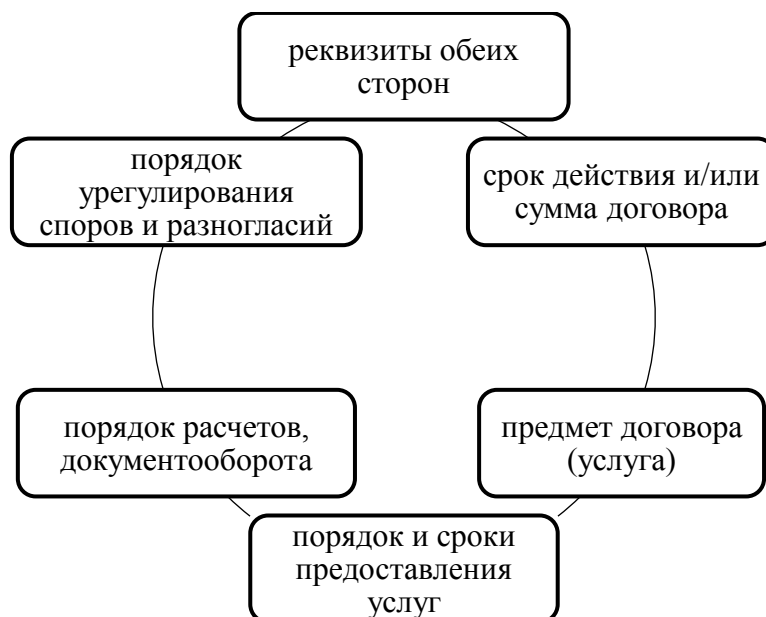 реквизиты обеих
сторон
срок действия и/или
сумма договора
предмет договора
(услуга)
порядок и сроки
предоставления
услуг
порядок расчетов,
документооборота
порядок
урегулирования
споров и разногласий